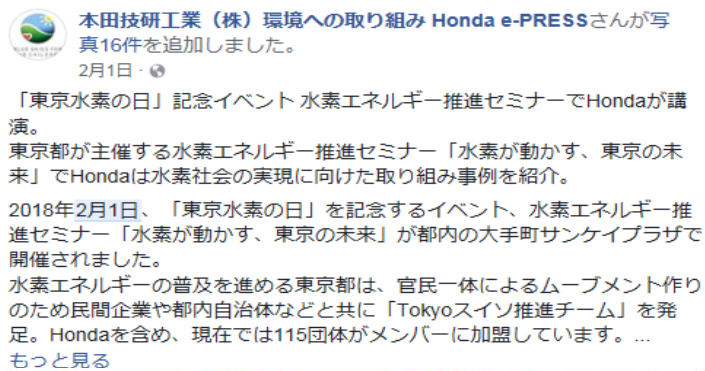 本田技研工業（株）環境への取り組み Honda e-PRESSさんが写
真16件を追加しました。
2月1日 ·
「東京水素の日」記念イベント 水素エネルギー推進セミナーでHondaが講
演。
東京都が主催する水素エネルギー推進セミナー「水素が動かす、東京の未
来」でHondaは水素社会の実現に向けた取り組み事例を紹介。
2018年2月1日、「東京水素の日」を記念するイベント、水素エネルギー推
進セミナー「水素が動かす、東京の未来」が都内の大手町サンケイプラザで
開催されました。
水素エネルギーの普及を進める東京都は、官民一体によるムーブメント作り
のため民間企業や都内自治体などと共に「Tokyoスイソ推進チーム」を発
足。Hondaを含め、現在では115団体がメンバーに加盟しています。...
もっと見る